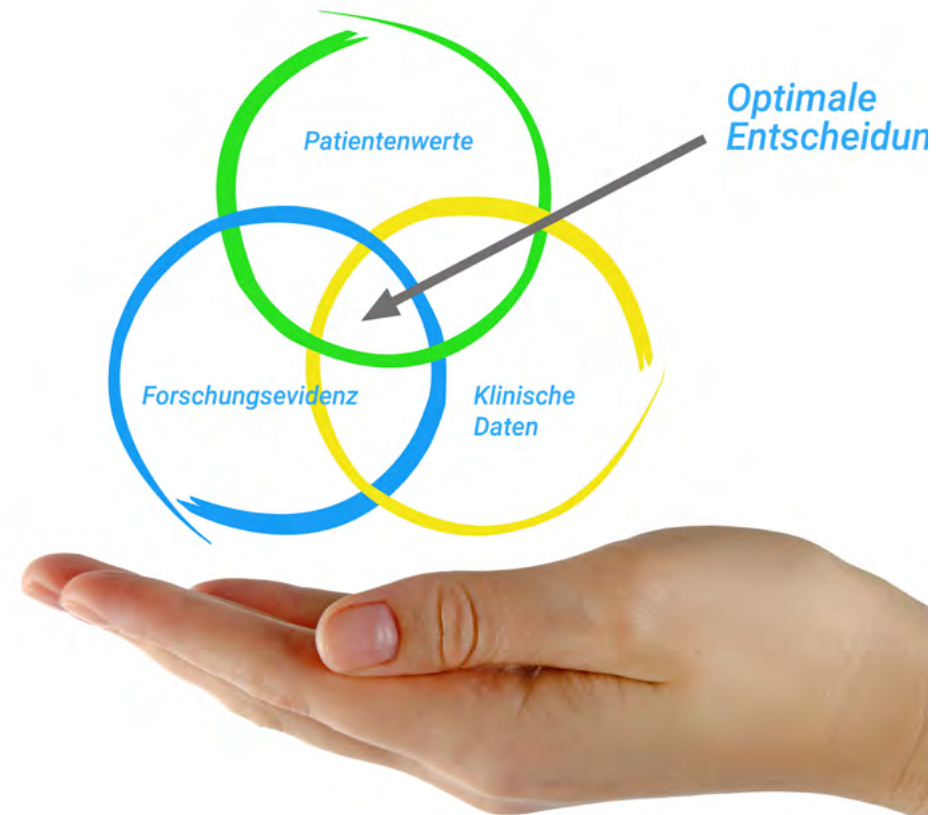 Optimale
Entscheidun
Patientenwerte
Forschungsevidenz
Klinische
Daten